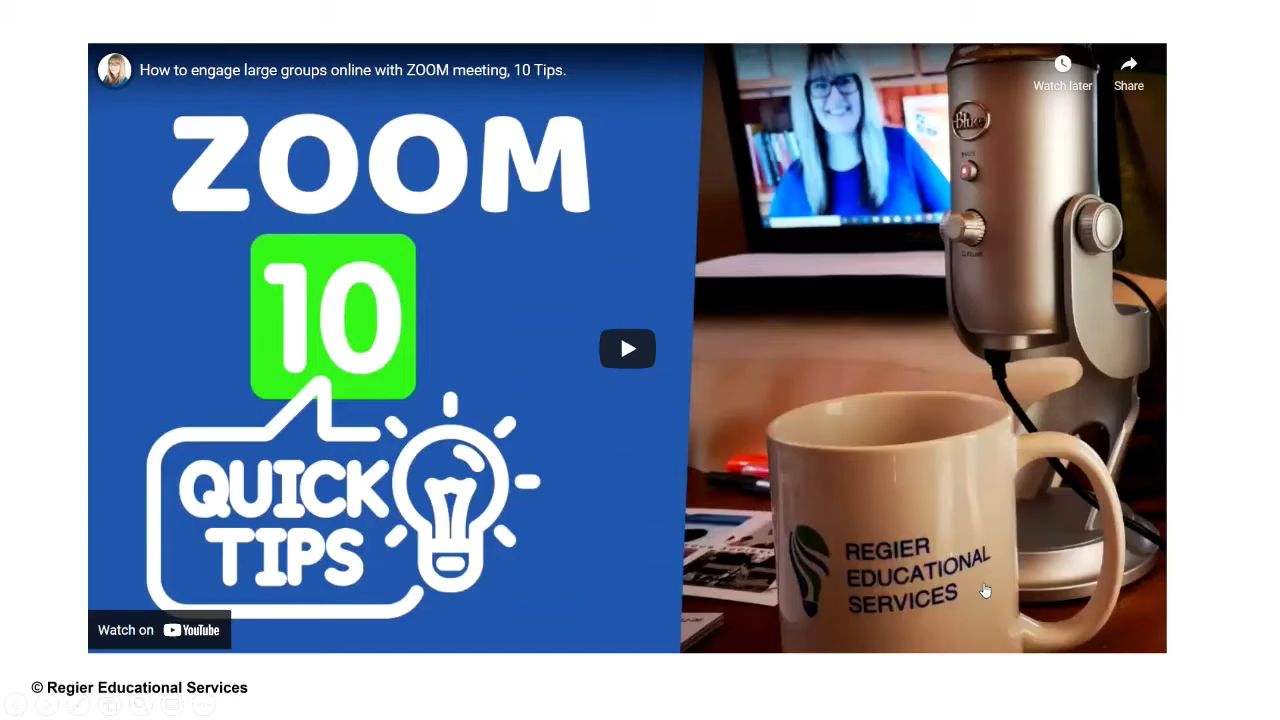 How to engage large groups online with ZOOM meeting, 10 Tips.
Watch later
Share
ZOOM
10
QUICK
TIPS
Blue
REGIER
EDUCATIONAL
SERVICES
Watch on YouTube
© Regier Educational Services